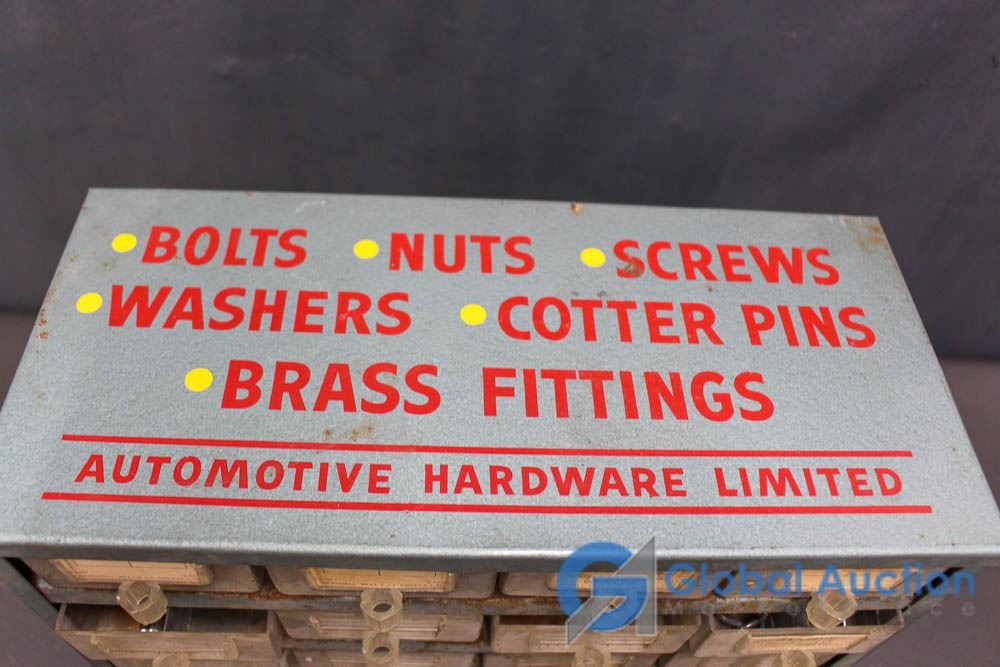 • BOLTS • NUTS • SCREWS
• WASHERS • COTTER PINS
• BRASS FITTINGS
AUTOMOTIVE HARDWARE LIMITED
Global Auction